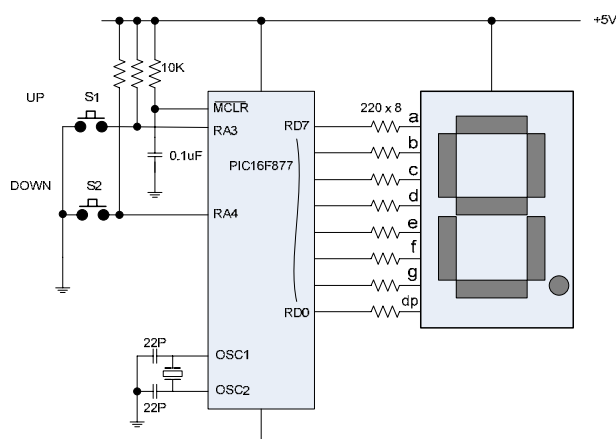 +5V
10K
UP S1
MCLR
220 x 8
a
RA3
RD7
0.1uF
PIC16F877
b
c
DOWN S2
RA4
d
e
f
g
RD0
dp
22P
OSC1
OSC2
22P